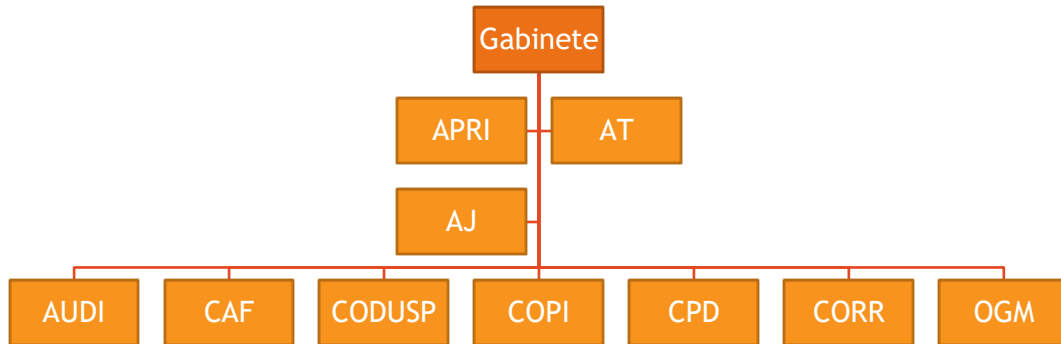 Gabinete
APRI
AT
AJ
AUDI
CAF
CODUSP
COPI
CPD
CORR
OGM